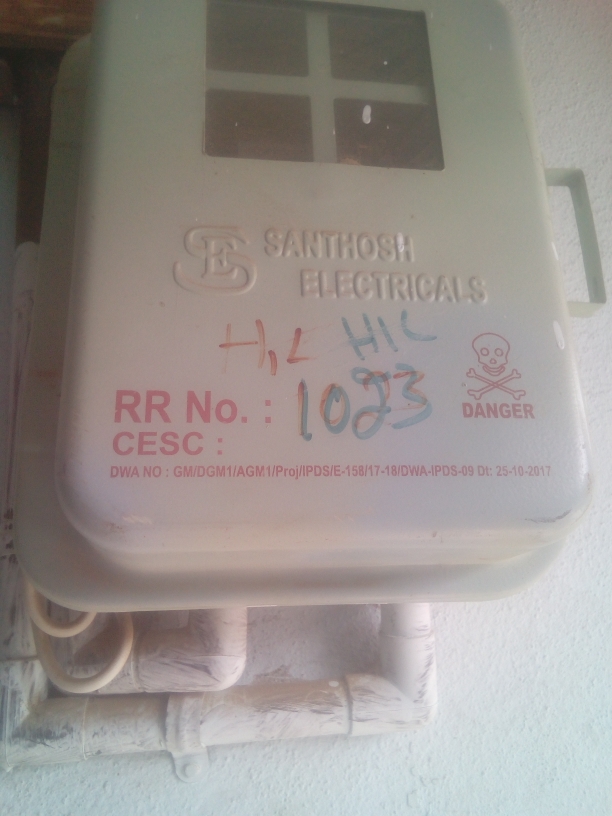 SE SANTHOSH
ELECTRICALS
H,L HIL
RR No. : 1023
DANGER
CESC :
DWA NO : GM/DGM1/AGM1/Proj/IPDS/E-158/17-18/DWA-IPDS-09 Dt: 25-10-2017